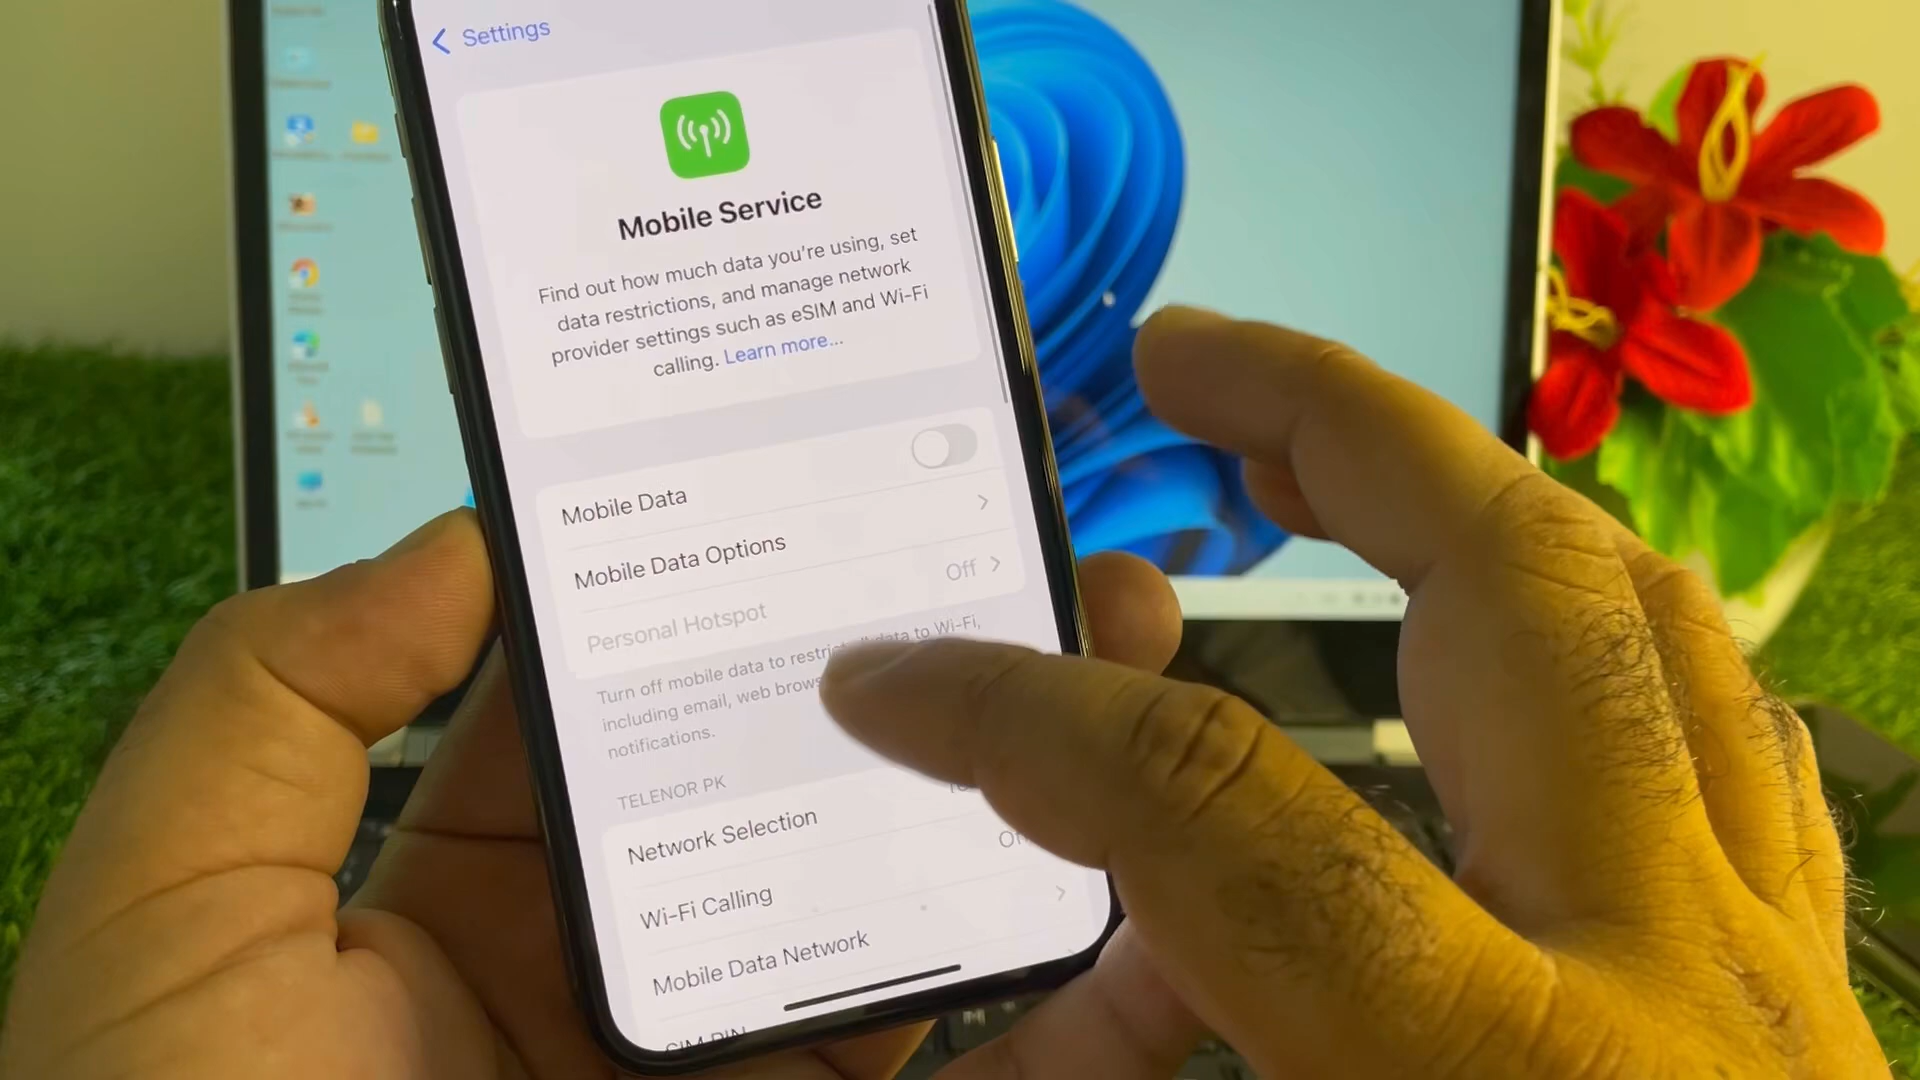 Settings
Mobile Service
Find out how much data you're using, set
data restrictions, and manage network
provider settings such as eSIM and Wi-Fi
calling. Learn more...
Mobile Data
Mobile Data Options
Personal Hotspot Off
Turn off mobile data to restrict all data to Wi-Fi,
including email, web
notifications.
TELENOR PK
Network Selection
Wi-Fi Calling
Mobile Data Network
SIM PIN